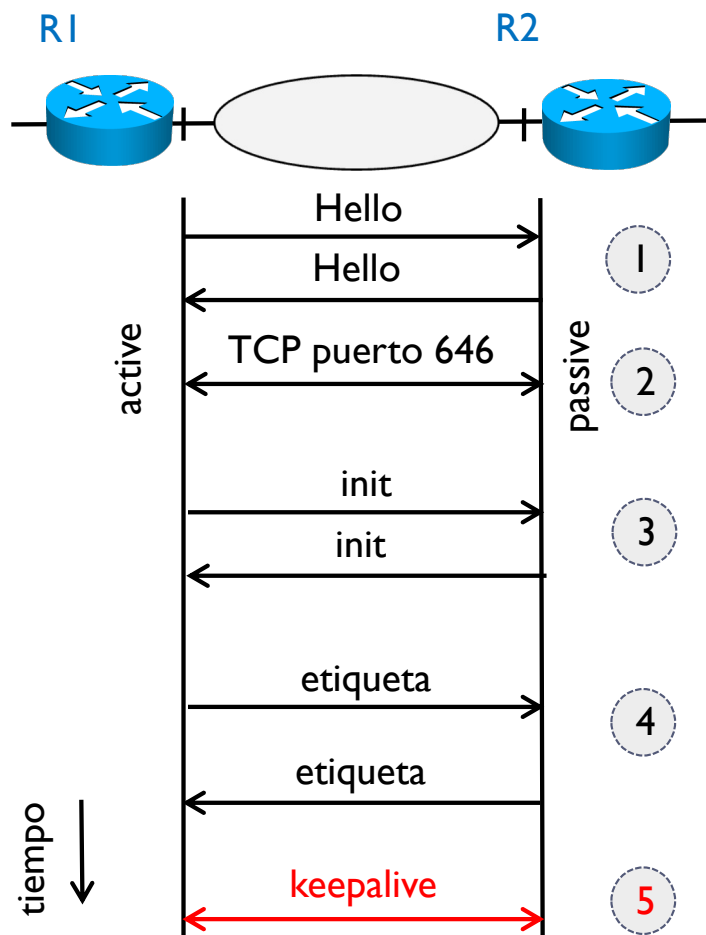 R1
R2
Hello
1
Hello
active
TCP puerto 646
passive
2
init
3
init
etiqueta
4
etiqueta
tiempo
keepalive
5